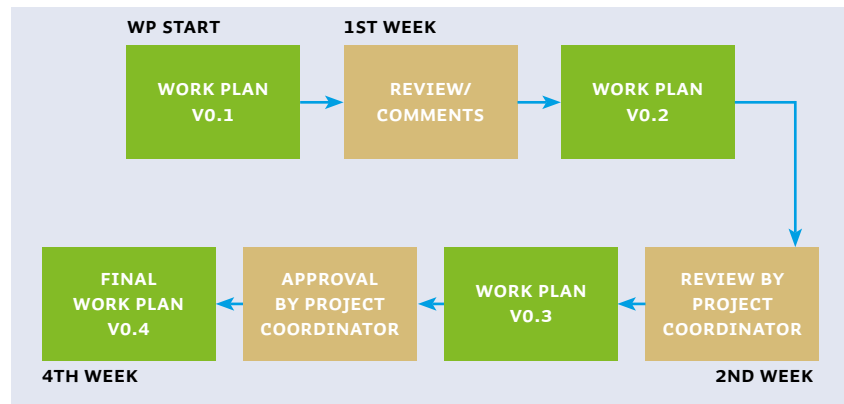 WP START
1ST WEEK
WORK PLAN
V0.1
REVIEW/
COMMENTS
WORK PLAN
V0.2
FINAL
WORK PLAN
V0.4
APPROVAL
BY PROJECT
COORDINATOR
WORK PLAN
V0.3
REVIEW BY
PROJECT
COORDINATOR
4TH WEEK
2ND WEEK